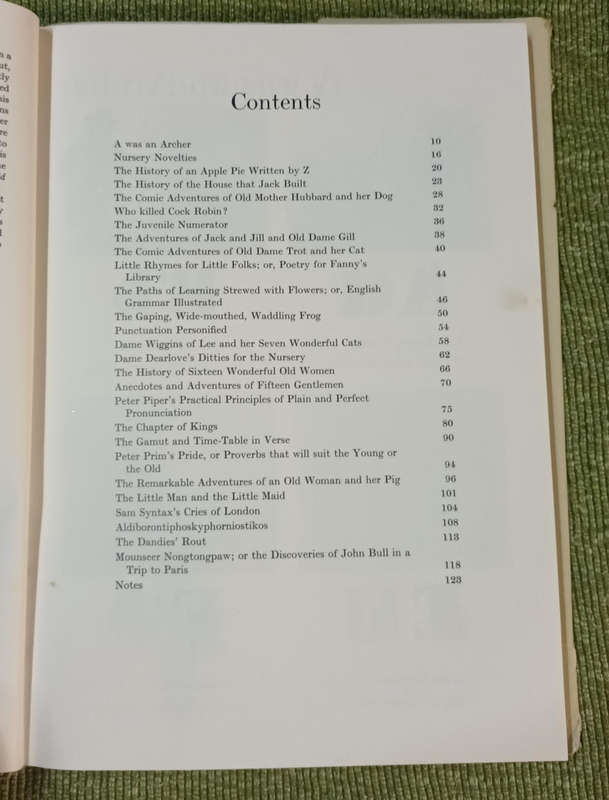 Contents
A was an Archer 10
Nursery Novelties 16
The History of an Apple Pie Written by Z 20
The History of the House that Jack Built 23
The Comic Adventures of Old Mother Hubbard and her Dog 28
Who killed Cock Robin? 32
The Juvenile Numerator 36
The Adventures of Jack and Jill and Old Dame Gill 38
The Comic Adventures of Old Dame Trot and her Cat 40
Little Rhymes for Little Folks; or, Poetry for Fanny's
Library 44
The Paths of Learning Strewed with Flowers; or, English
Grammar Illustrated 46
The Gaping, Wide-mouthed, Waddling Frog 50
Punctuation Personified 54
Dame Wiggins of Lee and her Seven Wonderful Cats 58
Dame Dearlove's Ditties for the Nursery 62
The History of Sixteen Wonderful Old Women 66
Anecdotes and Adventures of Fifteen Gentlemen 70
Peter Piper's Practical Principles of Plain and Perfect
Pronunciation 75
The Chapter of Kings 80
The Gamut and Time-Table in Verse 90
Peter Prim's Pride, or Proverbs that will suit the Young or
the Old 94
The Remarkable Adventures of an Old Woman and her Pig 96
The Little Man and the Little Maid 101
Sam Syntax's Cries of London 104
Aldiborontiphoskyphorniostikos 108
The Dandies' Rout 113
Mounseer Nongtongpaw; or the Discoveries of John Bull in a
Trip to Paris 118
Notes 123